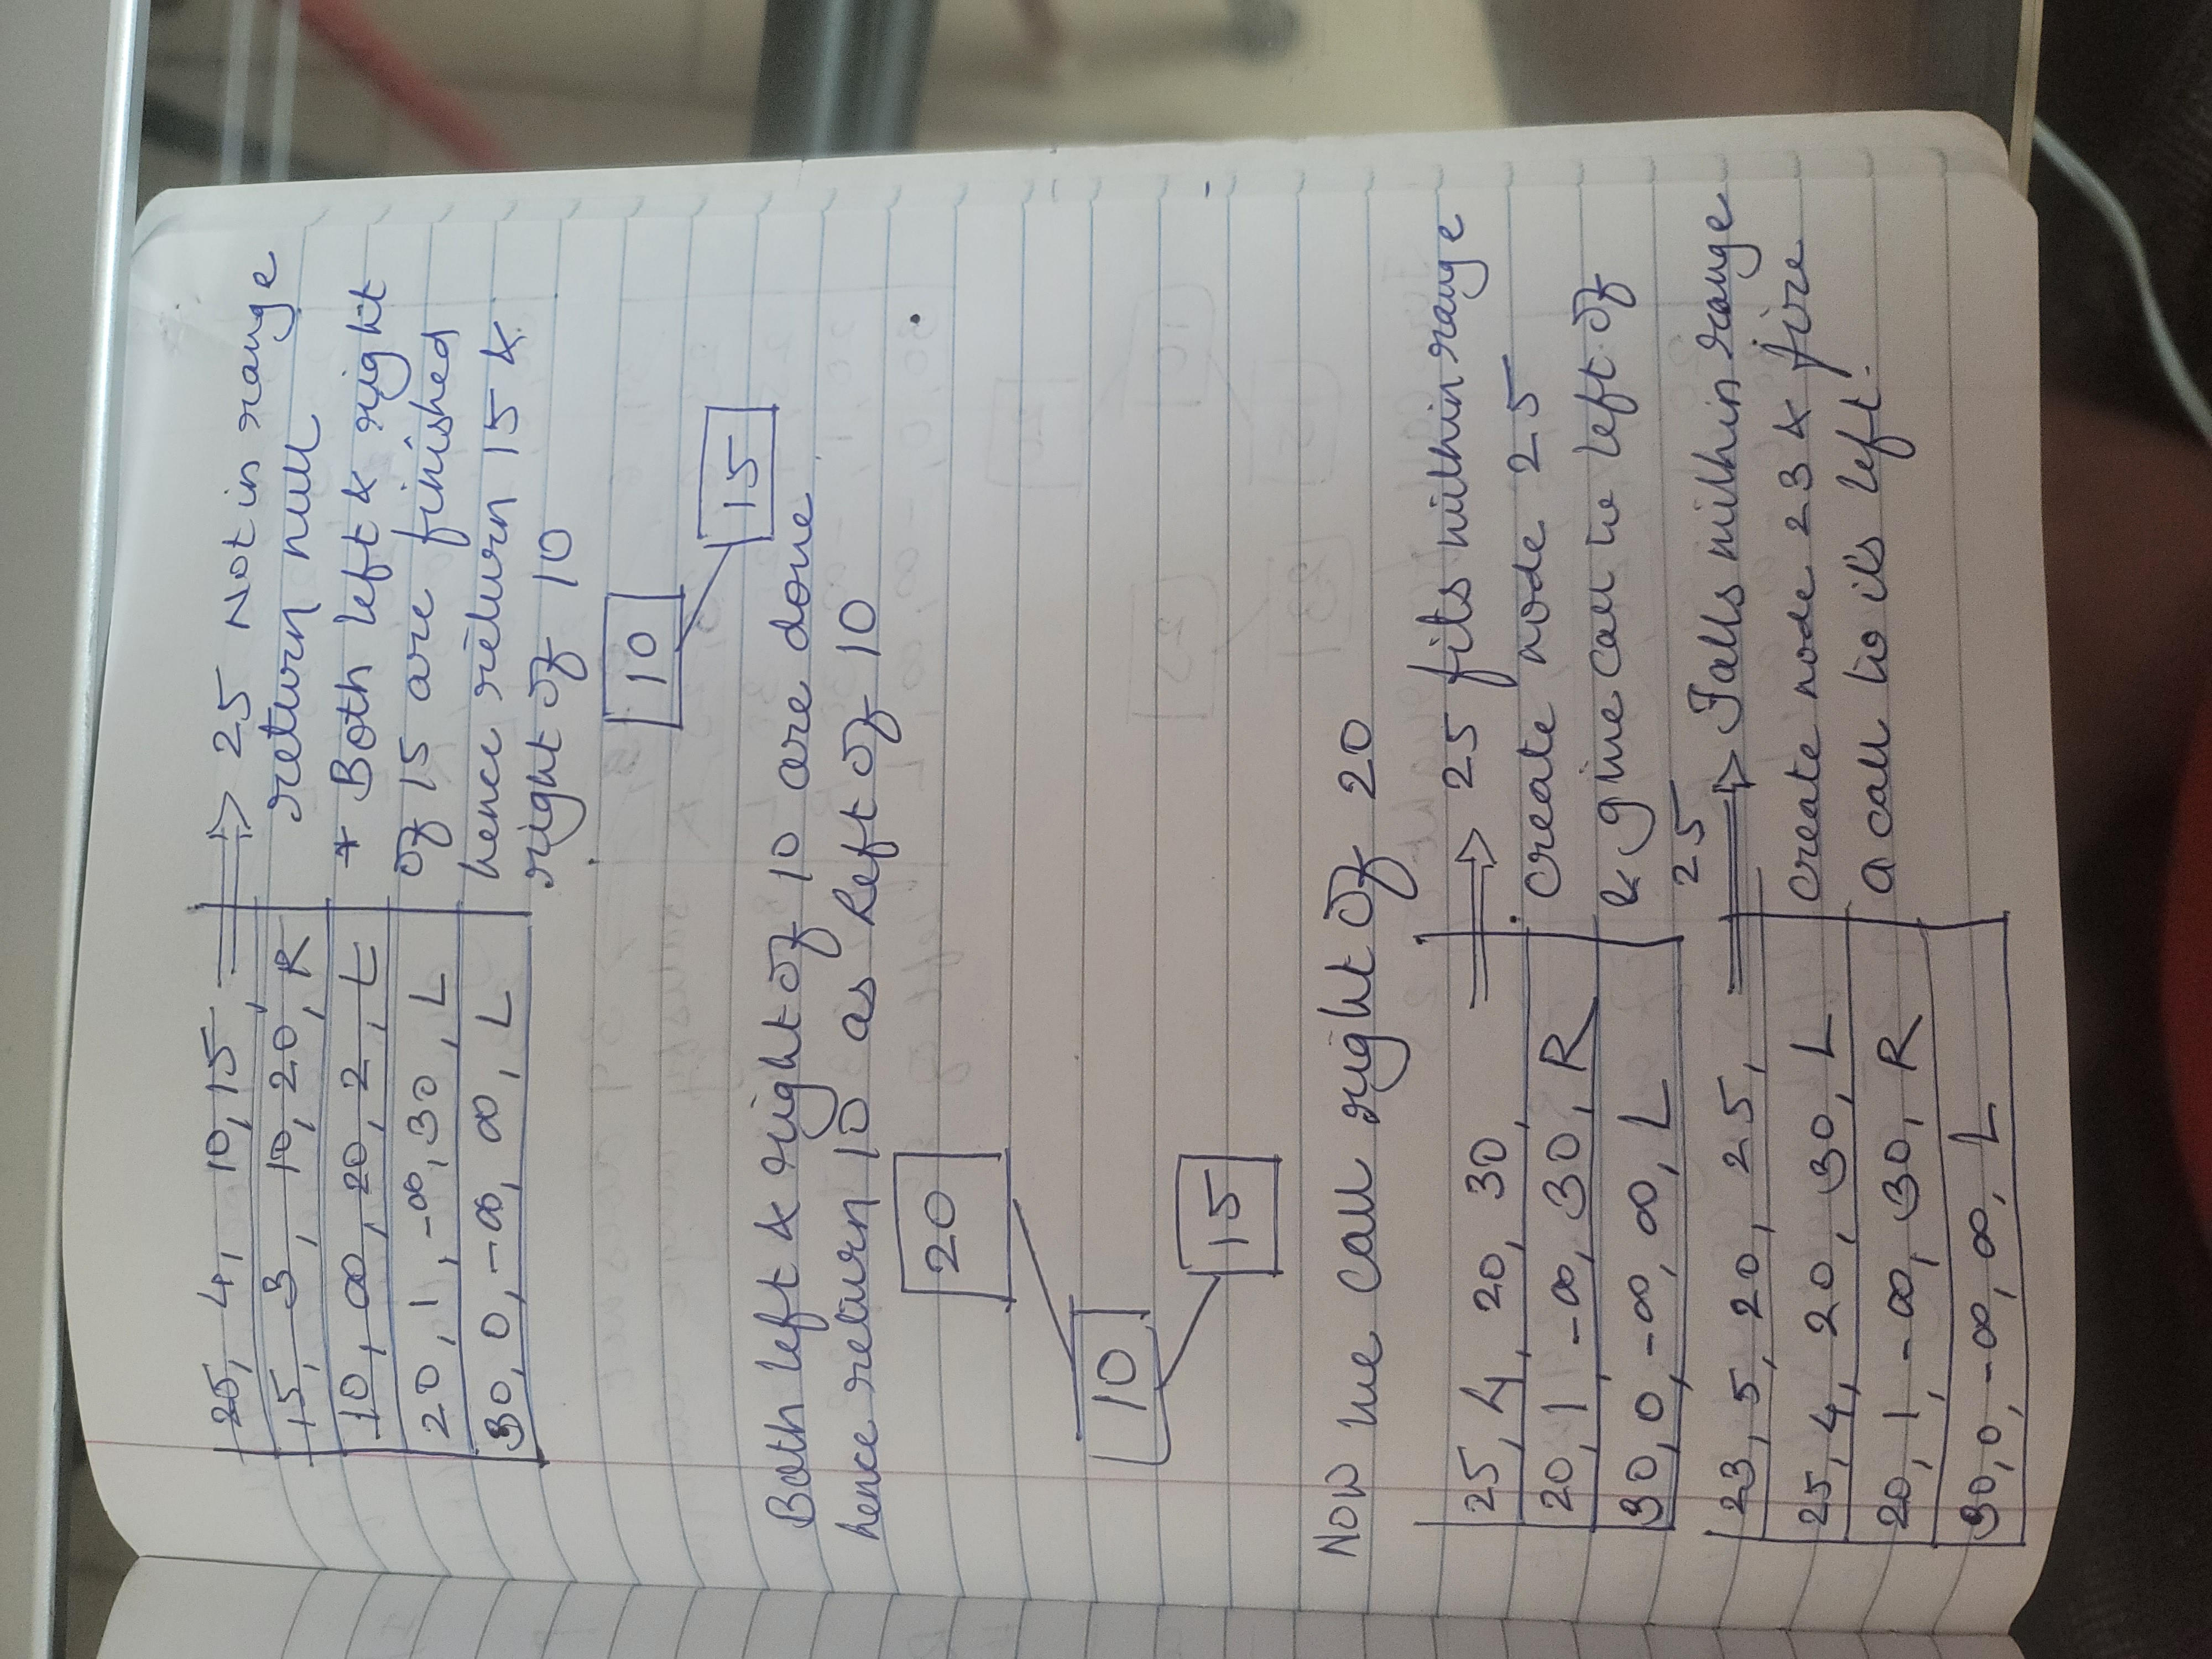 25, 4, 10, 15,
15, 3, 10, 20, R
10, ∞, 20, 2, L
20, 1, -∞, 30, L
30, 0, -∞, ∞, L
⇒ 25 Not in range
return null
* Both left & right
of 15 are finished
hence return 15 &
right of 10
10
15
Both left & right of 10 are done
hence return 10 as left of 10
20
10
15
Now we call right of 20
25, 4, 20, 30,
20, 1, -∞, 30, R
30, 0, -∞, ∞, L
⇒ 25 fits within range
create node 25
& give call to left of
25
23, 5, 20, 25,
25, 4, 20, 30, L
20, 1, -∞, 30, R
30, 0, -∞, ∞, L
⇒ Falls within range
create node 23 & fire
a call to it's left.